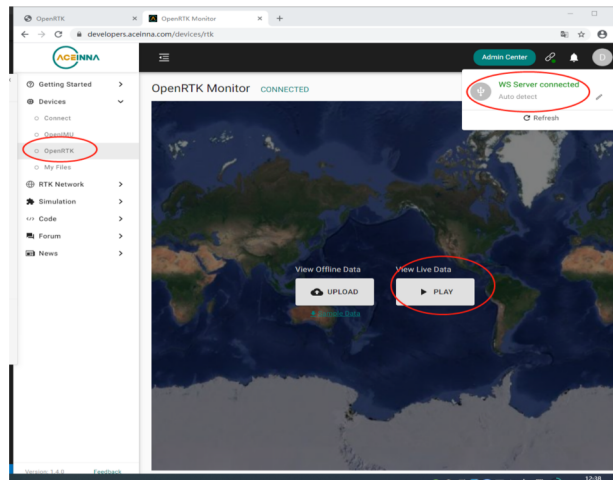 OpenRTK
OpenRTK Monitor
developers.aceinna.com/devices/rtk
ACEINNA
Admin Center
D
Getting Started
Devices
Connect
OpenIMU
OpenRTK
My Files
RTK Network
Simulation
Code
Forum
News
OpenRTK Monitor CONNECTED
WS Server connected
Auto detect
Refresh
View Offline Data
UPLOAD
View Live Data
PLAY
Version: 1.4.0
Feedback
12:38